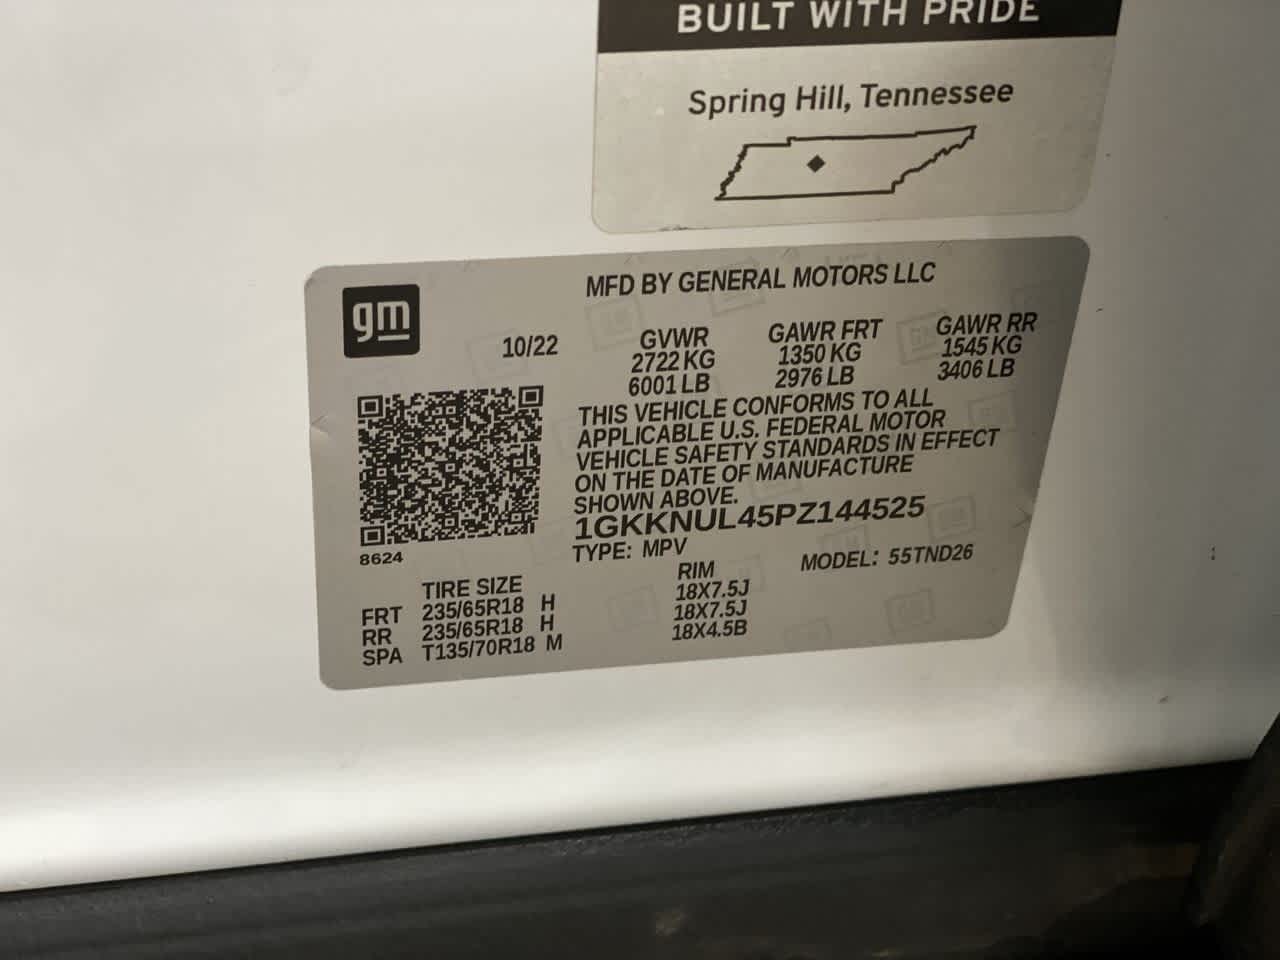 BUILT WITH PRIDE
Spring Hill, Tennessee
gm
MFD BY GENERAL MOTORS LLC
10/22
GVWR
2722 KG
6001 LB
GAWR FRT
1350 KG
2976 LB
GAWR RR
1545 KG
3406 LB
THIS VEHICLE CONFORMS TO ALL
APPLICABLE U.S. FEDERAL MOTOR
VEHICLE SAFETY STANDARDS IN EFFECT
ON THE DATE OF MANUFACTURE
SHOWN ABOVE.
1GKKNUL45PZ144525
TYPE: MPV
MODEL: 55TND26
8624
TIRE SIZE
RIM
FRT 235/65R18 H 18X7.5J
RR 235/65R18 H 18X7.5J
SPA T135/70R18 M 18X4.5B